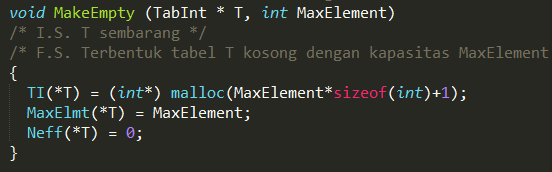 void MakeEmpty (TabInt * T, int MaxElement)
/* I.S. T sembarang */
/* F.S. Terbentuk tabel T kosong dengan kapasitas MaxElement
{
TI(*T) = (int*) malloc(MaxElement*sizeof(int)+1);
MaxElmt(*T) = MaxElement;
Neff(*T) = 0;
}